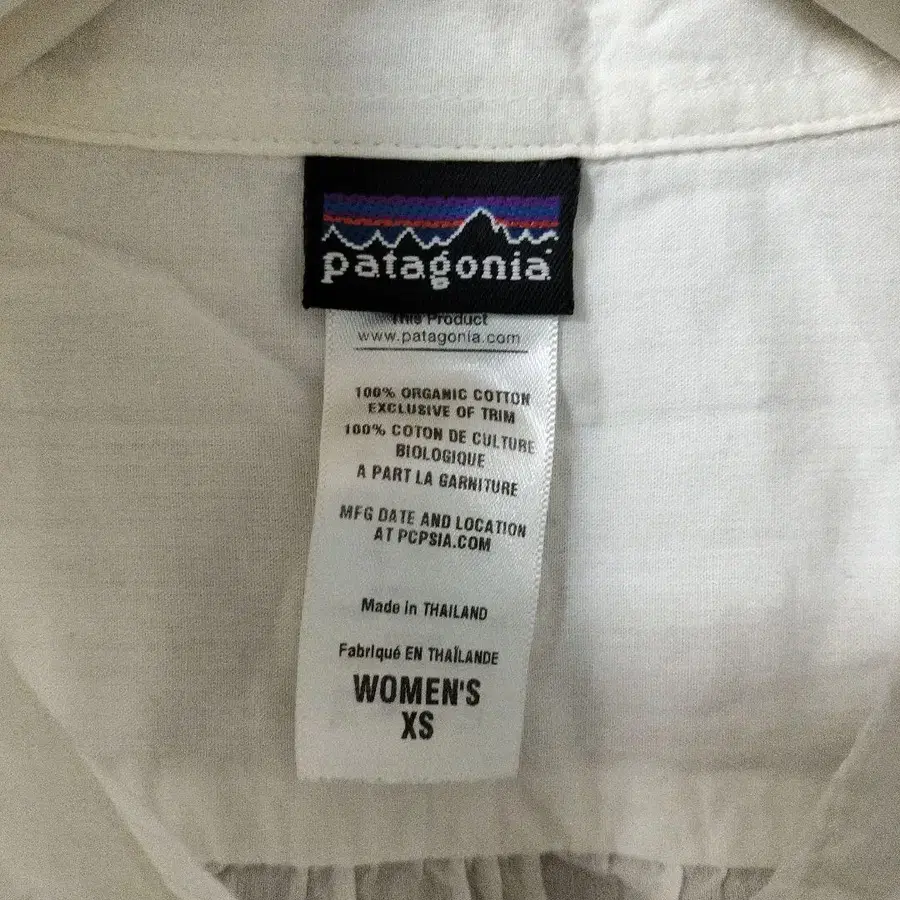 patagonia
This Product
www.patagonia.com
100% ORGANIC COTTON
EXCLUSIVE OF TRIM
100% COTON DE CULTURE
BIOLOGIQUE
A PART LA GARNITURE
MFG DATE AND LOCATION
AT PCPSIA.COM
Made in THAILAND
Fabriqué EN THAÏLANDE
WOMEN'S
XS